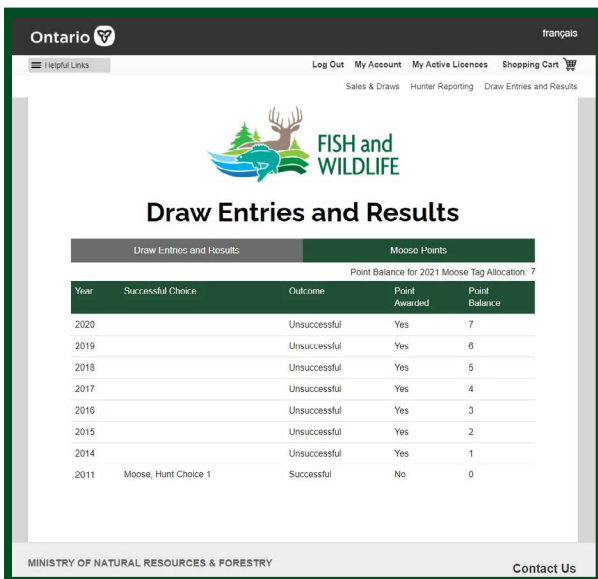 Ontario
français
Helpful Links
Log Out My Account My Active Licences Shopping Cart
Sales & Draws Hunter Reporting Draw Entries and Results
FISH and
WILDLIFE
Draw Entries and Results
Draw Entries and Results Moose Points
Point Balance for 2021 Moose Tag Allocation: 7
Year Successful Choice Outcome Point Awarded Point Balance
2020 Unsuccessful Yes 7
2019 Unsuccessful Yes 6
2018 Unsuccessful Yes 5
2017 Unsuccessful Yes 4
2016 Unsuccessful Yes 3
2015 Unsuccessful Yes 2
2014 Unsuccessful Yes 1
2011 Moose, Hunt Choice 1 Successful No 0
MINISTRY OF NATURAL RESOURCES & FORESTRY
Contact Us